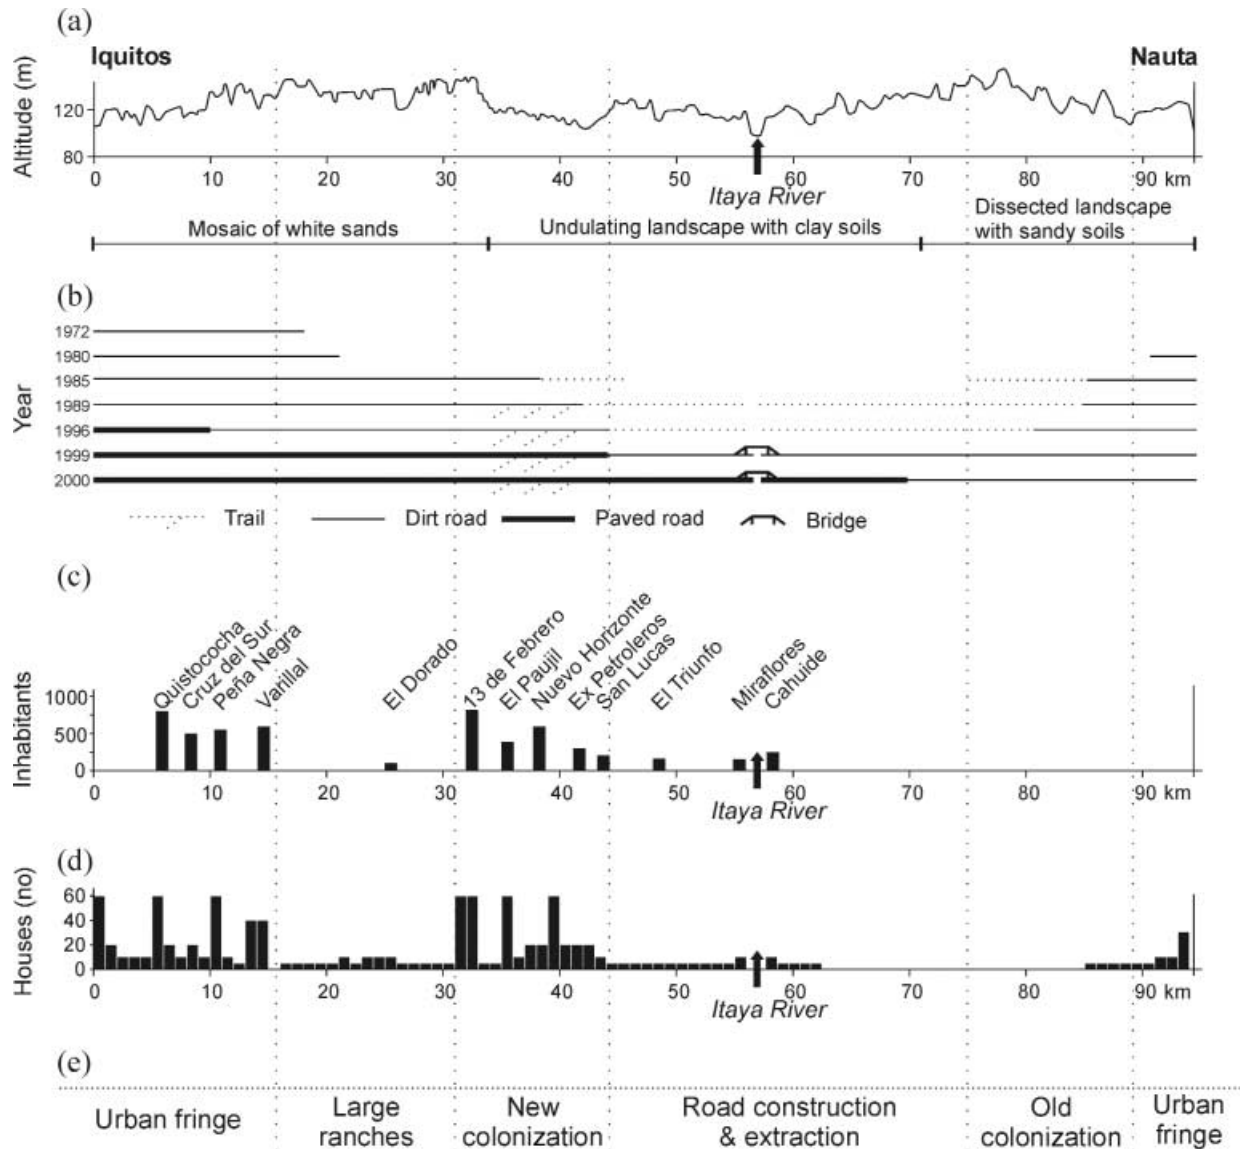 (a)
Iquitos
Nauta
Altitude (m)
120
80
0 10 20 30 40 50 60 70 80 90 km
Itaya River
Mosaic of white sands
Undulating landscape with clay soils
Dissected landscape
with sandy soils
(b)
Year
1972
1980
1985
1989
1996
1999
2000
Trail
Dirt road
Paved road
Bridge
(c)
Inhabitants
1000
500
0
Quistococha
Cruz del Sur
Peña Negra
Varillal
El Dorado
13 de Febrero
El Paujil
Nuevo Horizonte
Ex Petroleros
San Lucas
El Triunfo
Miraflores
Cahuide
0 10 20 30 40 50 60 70 80 90 km
Itaya River
(d)
Houses (no)
60
40
20
0
0 10 20 30 40 50 60 70 80 90 km
Itaya River
(e)
Urban fringe
Large
ranches
New
colonization
Road construction
& extraction
Old
colonization
Urban
fringe